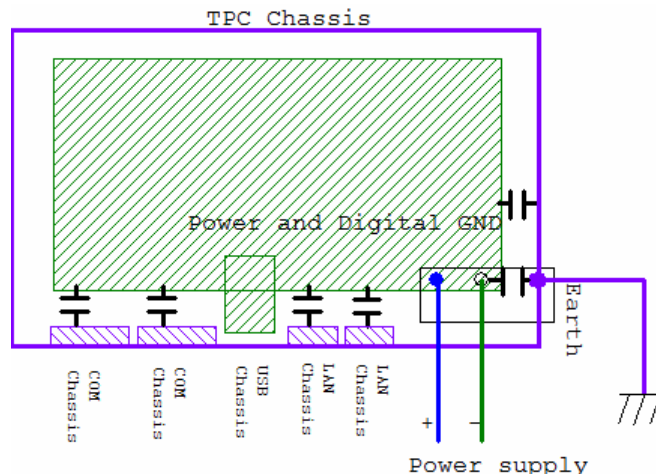 TPC Chassis
Power and Digital GND
Earth
COM
Chassis
COM
Chassis
USB
Chassis
LAN
Chassis
LAN
Chassis
+
-
Power supply